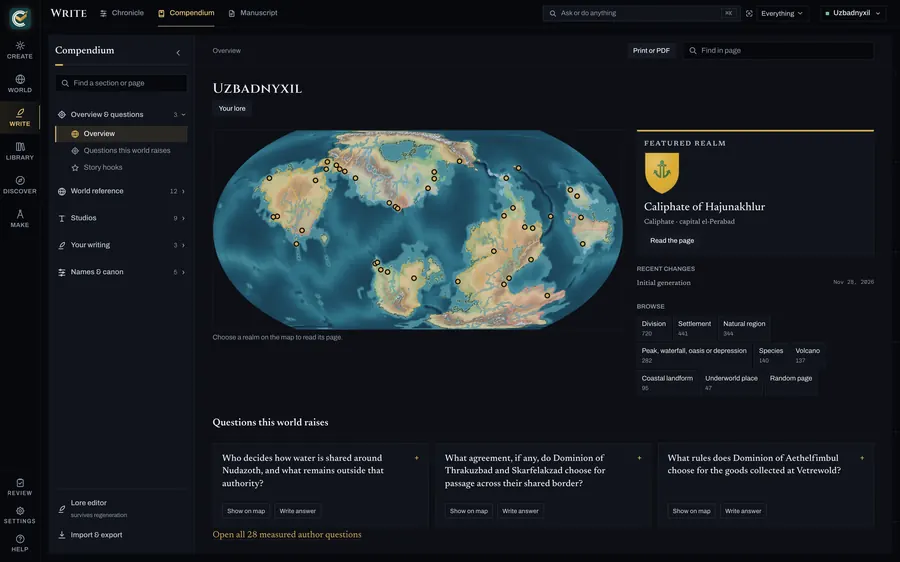 WRITE
Chronicle
Compendium
Manuscript
Ask or do anything
⌘K
Everything
Uzbadnyxil
CREATE
WORLD
WRITE
LIBRARY
DISCOVER
MAKE
REVIEW
SETTINGS
HELP
Compendium
Find a section or page
Overview & questions 3
Overview
Questions this world raises
Story hooks
World reference 12
Studios 9
Your writing 3
Names & canon 5
Lore editor
survives regeneration
Import & export
Overview
Print or PDF
Find in page
UZBADNYXIL
Your lore
Choose a realm on the map to read its page.
FEATURED REALM
Caliphate of Hajunakhlur
Caliphate · capital el-Perabad
Read the page
RECENT CHANGES
Initial generation Nov 29, 2026
BROWSE
Division 720
Settlement 441
Natural region 344
Peak, waterfall, oasis or depression 282
Species 140
Volcano 137
Coastal landform 95
Underworld place 47
Random page
Questions this world raises
Who decides how water is shared around
Nudazoth, and what remains outside that
authority?
Show on map Write answer
What agreement, if any, do Dominion of
Thrakuzbad and Skarfelakzad choose for
passage across their shared border?
Show on map Write answer
What rules does Dominion of Aethelfimbul
choose for the goods collected at Vetrewold?
Show on map Write answer
Open all 28 measured author questions